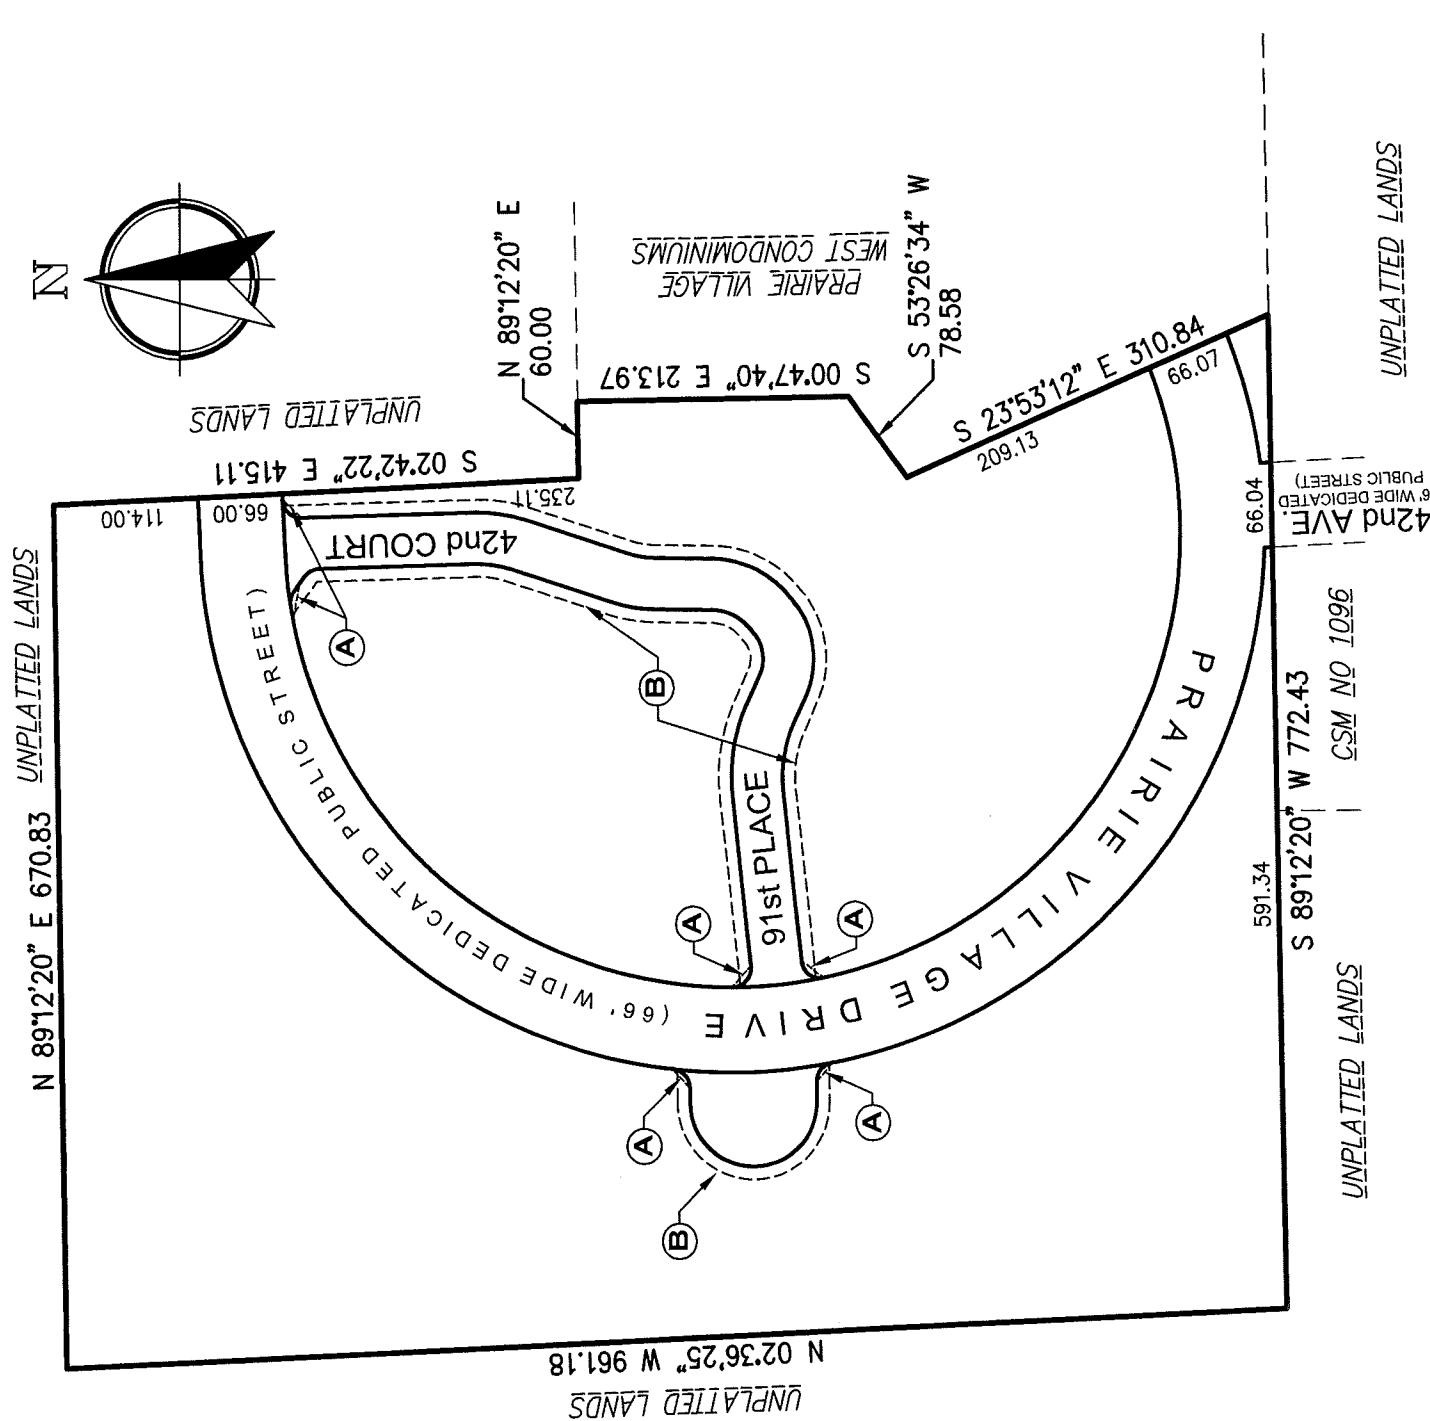 N
UNPLATTED LANDS
N 89°12'20" E 670.83
114.00
66.00
S 02°42'22" E 415.11
UNPLATTED LANDS
235.11
N 89°12'20" E
60.00
S 00°47'40" E 213.97
PRAIRIE VILLAGE
WEST CONDOMINIUMS
S 53°26'34" W
78.58
S 23°53'12" E 310.84
209.13
66.07
UNPLATTED LANDS
66.04
42nd AVE.
6' WIDE DEDICATED
PUBLIC STREET)
CSM NO 1096
S 89°12'20" W 772.43
591.34
UNPLATTED LANDS
N 02°36'25" W 961.18
UNPLATTED LANDS
42nd COURT
91st PLACE
PRAIRIE VILLAGE DRIVE
(66' WIDE DEDICATED PUBLIC STREET)
A
B
A
A
A
A
B